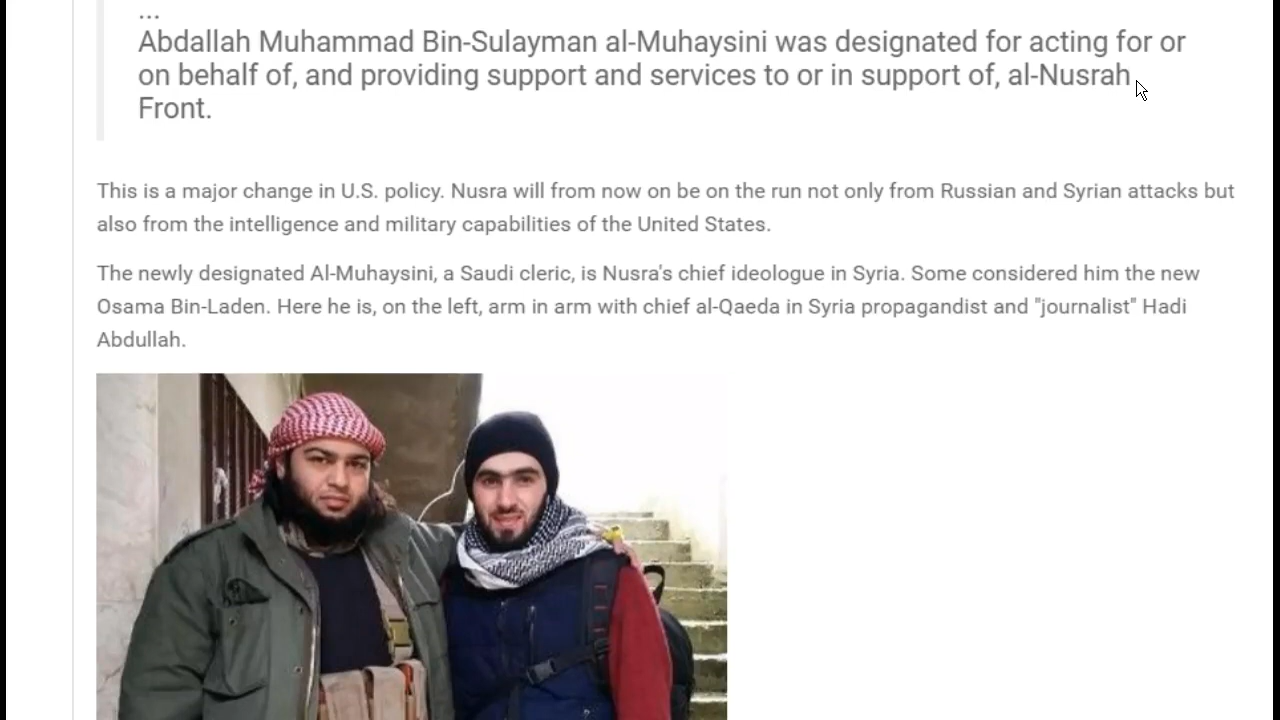 ...
Abdallah Muhammad Bin-Sulayman al-Muhaysini was designated for acting for or
on behalf of, and providing support and services to or in support of, al-Nusrah
Front.
This is a major change in U.S. policy. Nusra will from now on be on the run not only from Russian and Syrian attacks but
also from the intelligence and military capabilities of the United States.
The newly designated Al-Muhaysini, a Saudi cleric, is Nusra's chief ideologue in Syria. Some considered him the new
Osama Bin-Laden. Here he is, on the left, arm in arm with chief al-Qaeda in Syria propagandist and "journalist" Hadi
Abdullah.